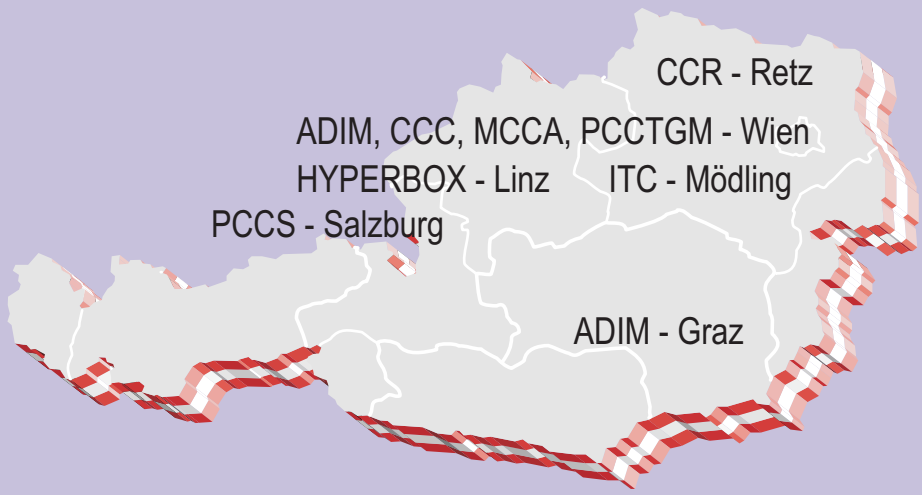 CCR - Retz
ADIM, CCC, MCCA, PCCTGM - Wien
HYPERBOX - Linz
ITC - Mödling
PCCS - Salzburg
ADIM - Graz